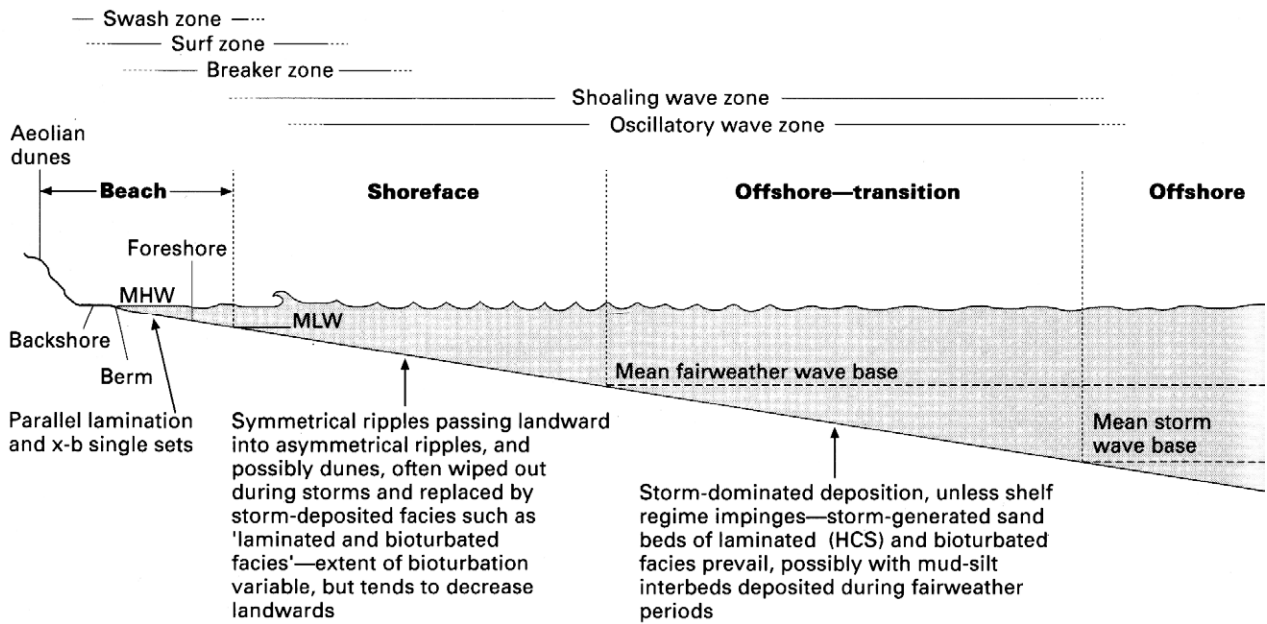 Swash zone
Surf zone
Breaker zone
Shoaling wave zone
Oscillatory wave zone
Aeolian
dunes
Beach
Shoreface
Offshore—transition
Offshore
Foreshore
MHW
MLW
Backshore
Berm
Mean fairweather wave base
Mean storm
wave base
Parallel lamination
and x-b single sets
Symmetrical ripples passing landward
into asymmetrical ripples, and
possibly dunes, often wiped out
during storms and replaced by
storm-deposited facies such as
'laminated and bioturbated
facies'—extent of bioturbation
variable, but tends to decrease
landwards
Storm-dominated deposition, unless shelf
regime impinges—storm-generated sand
beds of laminated (HCS) and bioturbated
facies prevail, possibly with mud-silt
interbeds deposited during fairweather
periods